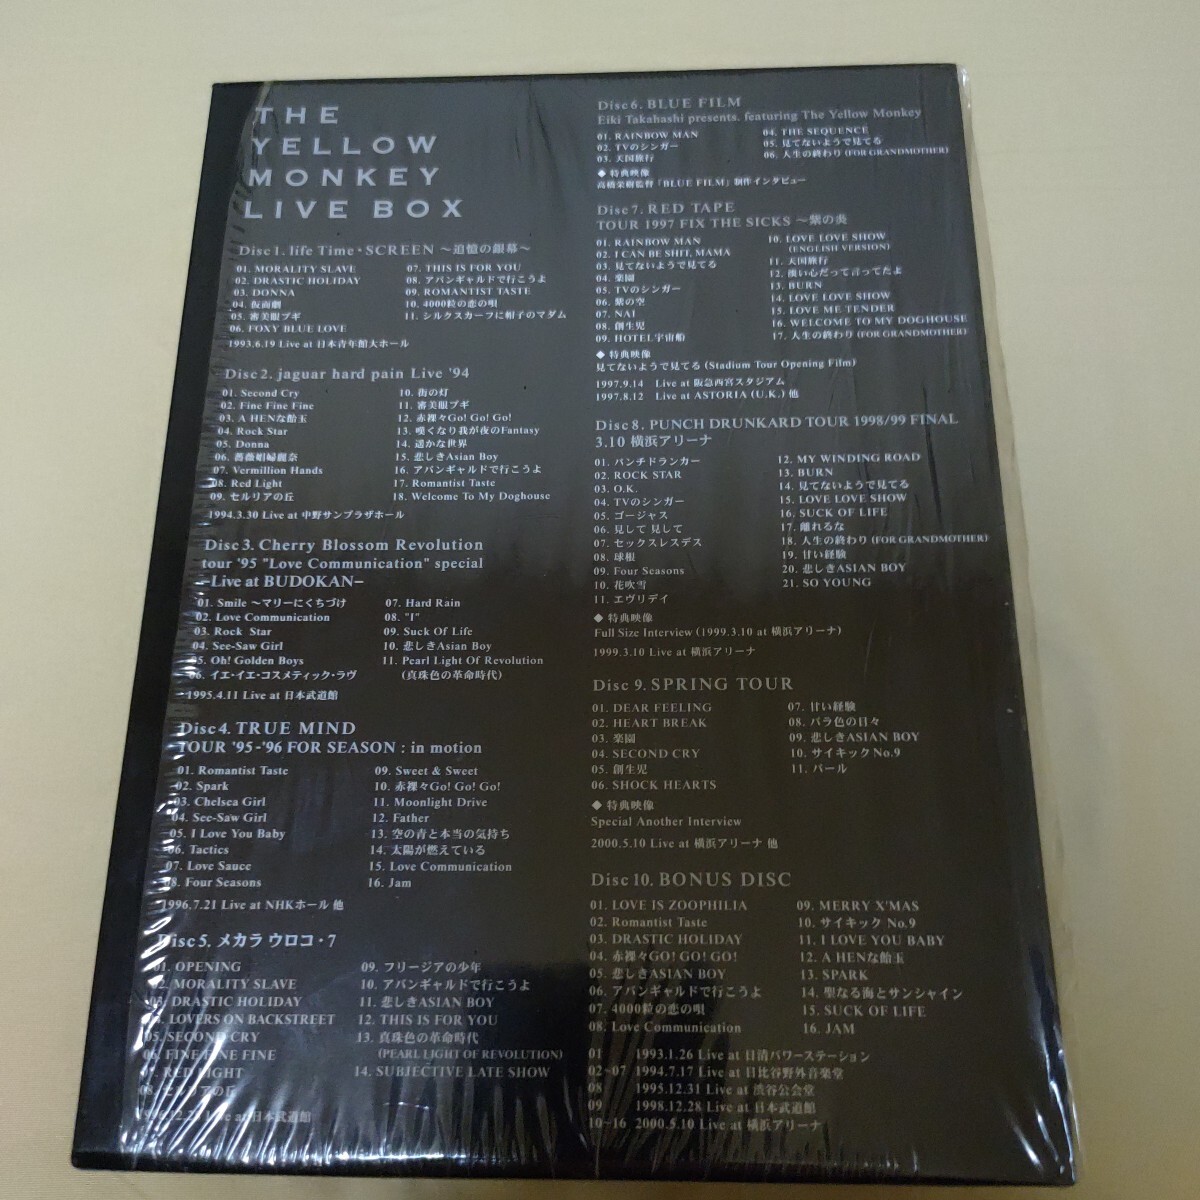 THE
YELLOW
MONKEY
LIVE BOX
Disc1. life Time・SCREEN ～追憶の銀幕～
01. MORALITY SLAVE
02. DRASTIC HOLIDAY
03. DONNA
04. 仮面劇
05. 審美眼ブギ
06. FOXY BLUE LOVE
07. THIS IS FOR YOU
08. アバンギャルドで行こうよ
09. ROMANTIST TASTE
10. 4000粒の恋の唄
11. シルクスカーフに帽子のマダム
1993.6.19 Live at 日本青年館大ホール
Disc2. jaguar hard pain Live '94
01. Second Cry
02. Fine Fine Fine
03. A HENな飴玉
04. Rock Star
05. Donna
06. 薔薇娼婦麗奈
07. Vermillion Hands
08. Red Light
09. セルリアの丘
10. 街の灯
11. 審美眼ブギ
12. 赤裸々Go! Go! Go!
13. 嘆くなり我が夜のFantasy
14. 遥かな世界
15. 悲しきAsian Boy
16. アバンギャルドで行こうよ
17. Romantist Taste
18. Welcome To My Doghouse
1994.3.30 Live at 中野サンプラザホール
Disc3. Cherry Blossom Revolution
tour '95 "Love Communication" special
−Live at BUDOKAN−
01. Smile ～マリーにくちづけ
02. Love Communication
03. Rock Star
04. See-Saw Girl
05. Oh! Golden Boys
06. イエ・イエ・コスメティック・ラヴ
07. Hard Rain
08. "I"
09. Suck Of Life
10. 悲しきAsian Boy
11. Pearl Light Of Revolution
(真珠色の革命時代)
1995.4.11 Live at 日本武道館
Disc4. TRUE MIND
TOUR '95-'96 FOR SEASON : in motion
01. Romantist Taste
02. Spark
03. Chelsea Girl
04. See-Saw Girl
05. I Love You Baby
06. Tactics
07. Love Sauce
08. Four Seasons
09. Sweet & Sweet
10. 赤裸々Go! Go! Go!
11. Moonlight Drive
12. Father
13. 空の青と本当の気持ち
14. 太陽が燃えている
15. Love Communication
16. Jam
1996.7.21 Live at NHKホール 他
Disc5. メカラ ウロコ・7
01. OPENING
02. MORALITY SLAVE
03. DRASTIC HOLIDAY
04. LOVERS ON BACKSTREET
05. SECOND CRY
06. FINE FINE FINE
07. RED LIGHT
08. セルリアの丘
09. フリージアの少年
10. アバンギャルドで行こうよ
11. 悲しきASIAN BOY
12. THIS IS FOR YOU
13. 真珠色の革命時代
(PEARL LIGHT OF REVOLUTION)
14. SUBJECTIVE LATE SHOW
Live at 日本武道館
Disc6. BLUE FILM
Eiki Takahashi presents. featuring The Yellow Monkey
01. RAINBOW MAN
02. TVのシンガー
03. 天国旅行
04. THE SEQUENCE
05. 見てないようで見てる
06. 人生の終わり (FOR GRANDMOTHER)
◆ 特典映像
高橋栄樹監督「BLUE FILM」制作インタビュー
Disc7. RED TAPE
TOUR 1997 FIX THE SICKS ～紫の炎
01. RAINBOW MAN
02. I CAN BE SHIT, MAMA
03. 見てないようで見てる
04. 楽園
05. TVのシンガー
06. 紫の空
07. NAI
08. 創生児
09. HOTEL宇宙船
10. LOVE LOVE SHOW
(ENGLISH VERSION)
11. 天国旅行
12. 淡い心だって言ってたよ
13. BURN
14. LOVE LOVE SHOW
15. LOVE ME TENDER
16. WELCOME TO MY DOGHOUSE
17. 人生の終わり (FOR GRANDMOTHER)
◆ 特典映像
見てないようで見てる (Stadium Tour Opening Film)
1997.9.14 Live at 阪急西宮スタジアム
1997.8.12 Live at ASTORIA (U.K.) 他
Disc8. PUNCH DRUNKARD TOUR 1998/99 FINAL
3.10 横浜アリーナ
01. パンチドランカー
02. ROCK STAR
03. O.K.
04. TVのシンガー
05. ゴージャス
06. 見して 見して
07. セックスレスデス
08. 球根
09. Four Seasons
10. 花吹雪
11. エヴリデイ
12. MY WINDING ROAD
13. BURN
14. 見てないようで見てる
15. LOVE LOVE SHOW
16. SUCK OF LIFE
17. 離れるな
18. 人生の終わり (FOR GRANDMOTHER)
19. 甘い経験
20. 悲しきASIAN BOY
21. SO YOUNG
◆ 特典映像
Full Size Interview (1999.3.10 at 横浜アリーナ)
1999.3.10 Live at 横浜アリーナ
Disc9. SPRING TOUR
01. DEAR FEELING
02. HEART BREAK
03. 楽園
04. SECOND CRY
05. 創生児
06. SHOCK HEARTS
07. 甘い経験
08. バラ色の日々
09. 悲しきASIAN BOY
10. サイキック No.9
11. パール
◆ 特典映像
Special Another Interview
2000.5.10 Live at 横浜アリーナ 他
Disc10. BONUS DISC
01. LOVE IS ZOOPHILIA
02. Romantist Taste
03. DRASTIC HOLIDAY
04. 赤裸々GO! GO! GO!
05. 悲しきASIAN BOY
06. アバンギャルドで行こうよ
07. 4000粒の恋の唄
08. Love Communication
09. MERRY X'MAS
10. サイキック No.9
11. I LOVE YOU BABY
12. A HENな飴玉
13. SPARK
14. 聖なる海とサンシャイン
15. SUCK OF LIFE
16. JAM
01 1993.1.26 Live at 日清パワーステーション
02~07 1994.7.17 Live at 日比谷野外音楽堂
08 1995.12.31 Live at 渋谷公会堂
09 1998.12.28 Live at 日本武道館
10~16 2000.5.10 Live at 横浜アリーナ